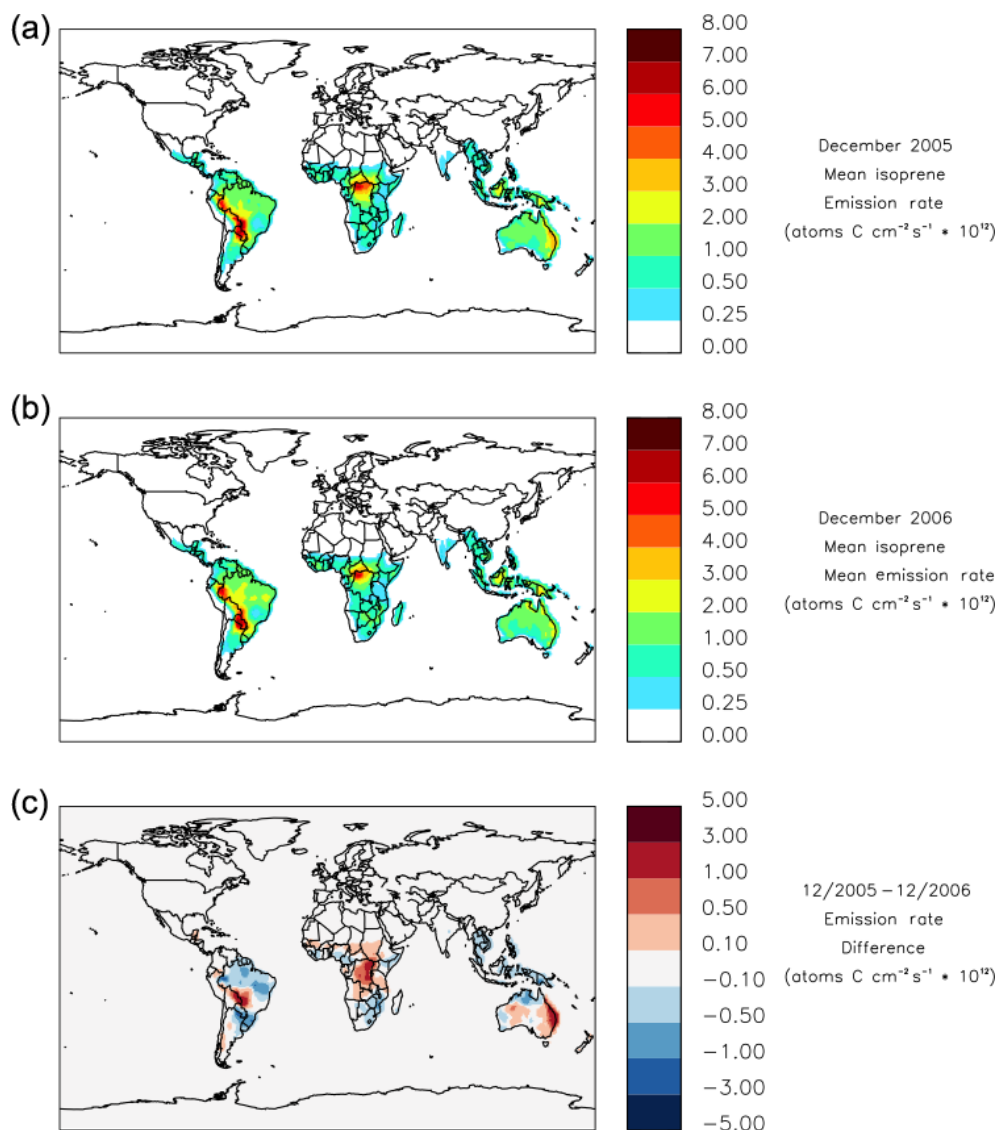 (a)
8.00
7.00
6.00
5.00
4.00
3.00
2.00
1.00
0.50
0.25
0.00
December 2005
Mean isoprene
Emission rate
(atoms C cm⁻² s⁻¹ * 10¹²)
(b)
8.00
7.00
6.00
5.00
4.00
3.00
2.00
1.00
0.50
0.25
0.00
December 2006
Mean isoprene
Mean emission rate
(atoms C cm⁻² s⁻¹ * 10¹²)
(c)
5.00
3.00
1.00
0.50
0.10
−0.10
−0.50
−1.00
−3.00
−5.00
12/2005−12/2006
Emission rate
Difference
(atoms C cm⁻² s⁻¹ * 10¹²)